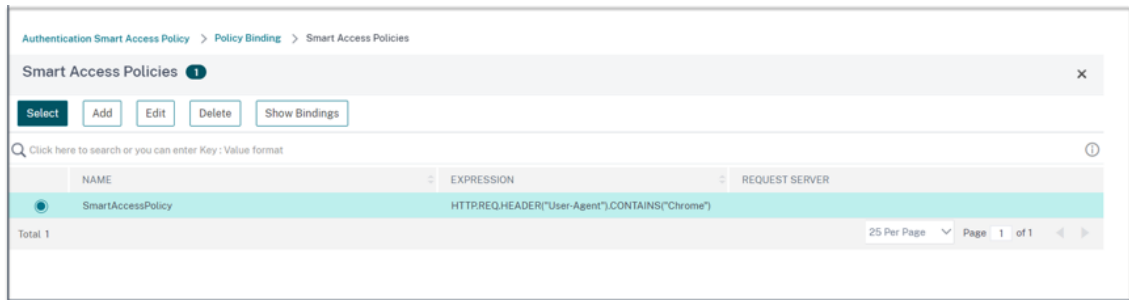 Authentication Smart Access Policy > Policy Binding > Smart Access Policies
Smart Access Policies 1
Select Add Edit Delete Show Bindings
Click here to search or you can enter Key : Value format
NAME EXPRESSION REQUEST SERVER
SmartAccessPolicy HTTP.REQ.HEADER("User-Agent").CONTAINS("Chrome")
Total 1 25 Per Page Page 1 of 1